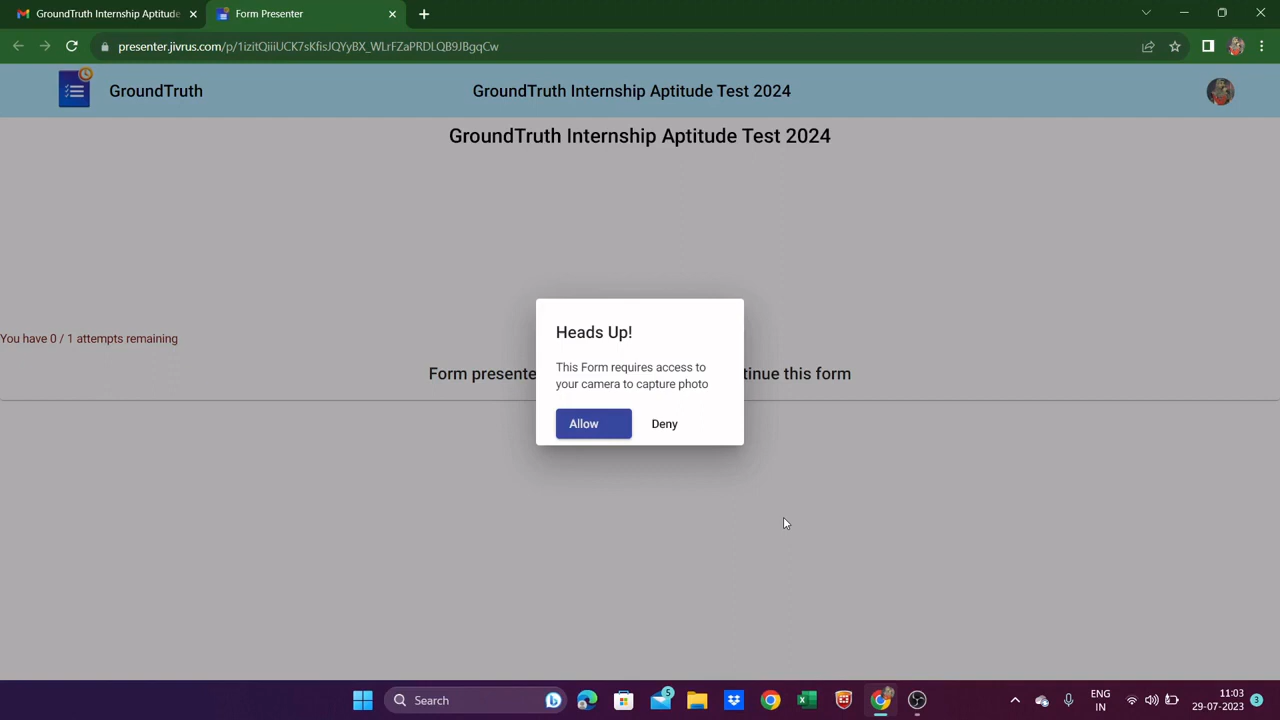 GroundTruth Internship Aptitude
Form Presenter
presenter.jivrus.com/p/1izitQiiiUCK7sKfisJQYyBX_WLrFZaPRDLQB9JBgqCw
GroundTruth
GroundTruth Internship Aptitude Test 2024
GroundTruth Internship Aptitude Test 2024
Heads Up!
You have 0 / 1 attempts remaining
This Form requires access to
your camera to capture photo
Form presente
tinue this form
Allow
Deny
Search
5
ENG
IN
11:03
29-07-2023
3